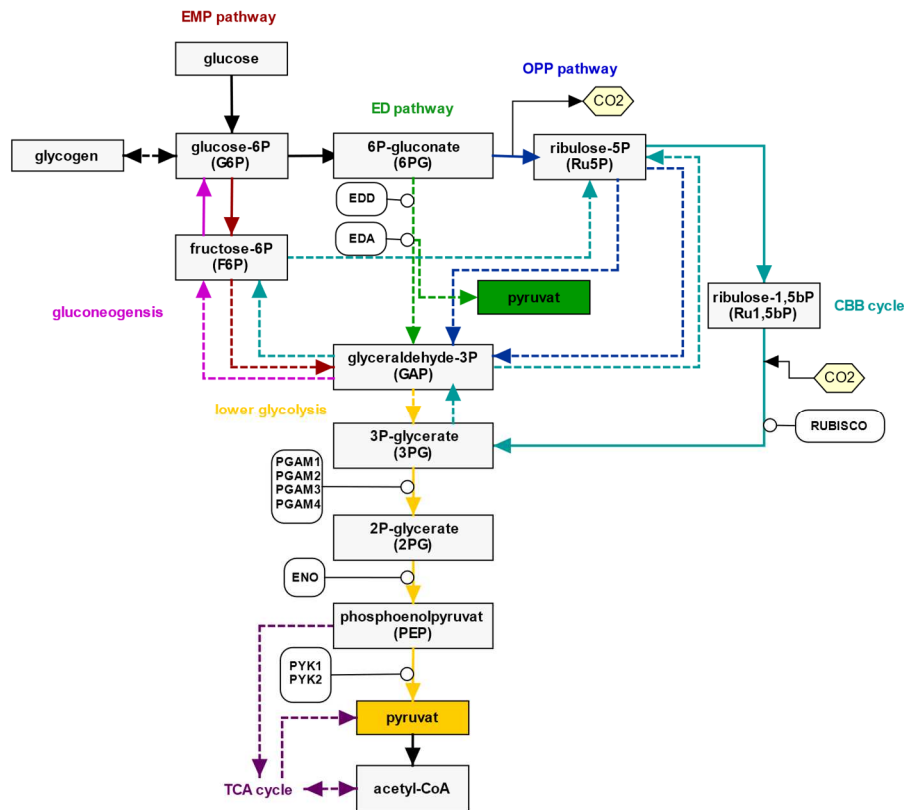 EMP pathway
glucose
OPP pathway
CO2
ED pathway
glycogen
glucose-6P
(G6P)
6P-gluconate
(6PG)
ribulose-5P
(Ru5P)
EDD
EDA
fructose-6P
(F6P)
pyruvat
ribulose-1,5bP
(Ru1,5bP)
CBB cycle
gluconeogensis
glyceraldehyde-3P
(GAP)
CO2
lower glycolysis
3P-glycerate
(3PG)
RUBISCO
PGAM1
PGAM2
PGAM3
PGAM4
2P-glycerate
(2PG)
ENO
phosphoenolpyruvat
(PEP)
PYK1
PYK2
pyruvat
TCA cycle
acetyl-CoA